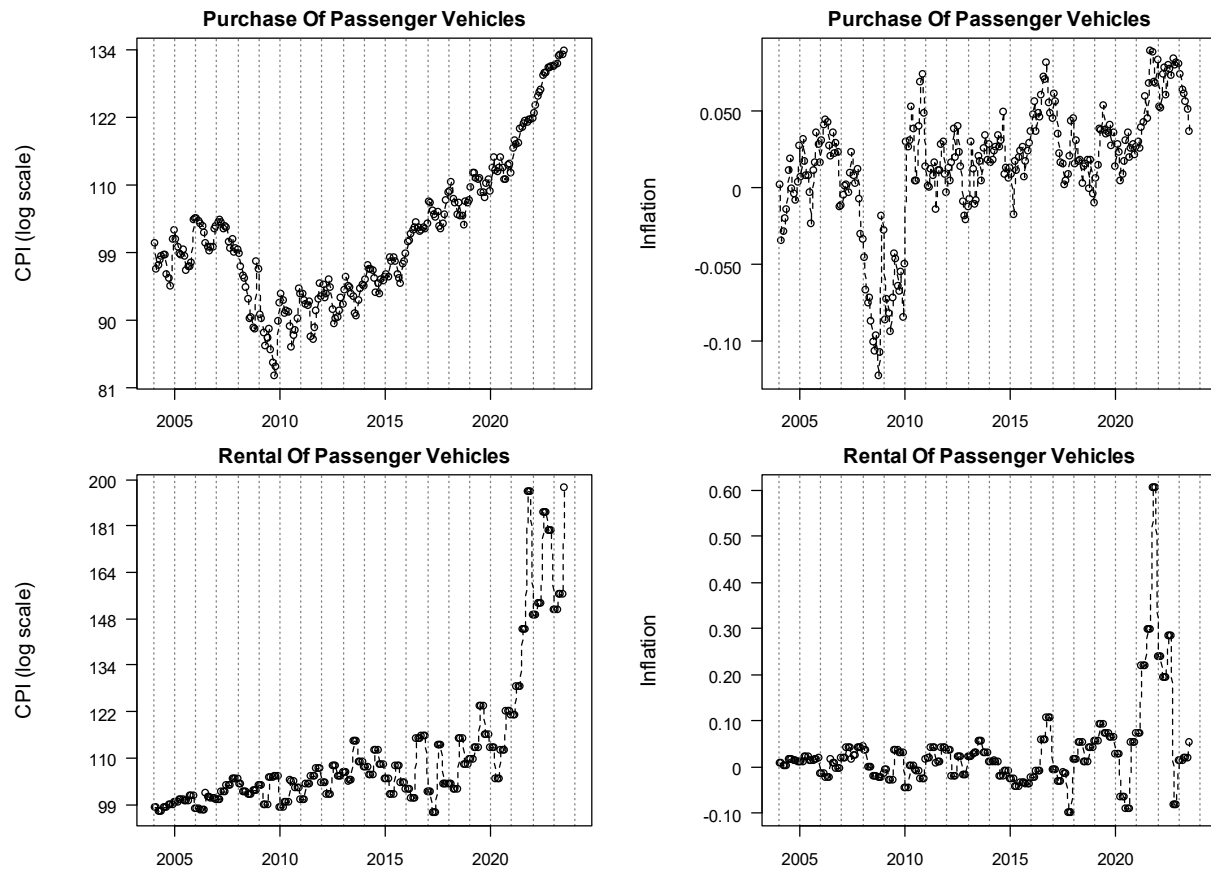 Purchase Of Passenger Vehicles
CPI (log scale)
134
122
110
99
90
81
2005 2010 2015 2020
Purchase Of Passenger Vehicles
Inflation
0.050
0
-0.050
-0.10
2005 2010 2015 2020
Rental Of Passenger Vehicles
CPI (log scale)
200
181
164
148
134
122
110
99
2005 2010 2015 2020
Rental Of Passenger Vehicles
Inflation
0.60
0.50
0.40
0.30
0.20
0.10
0
-0.10
2005 2010 2015 2020